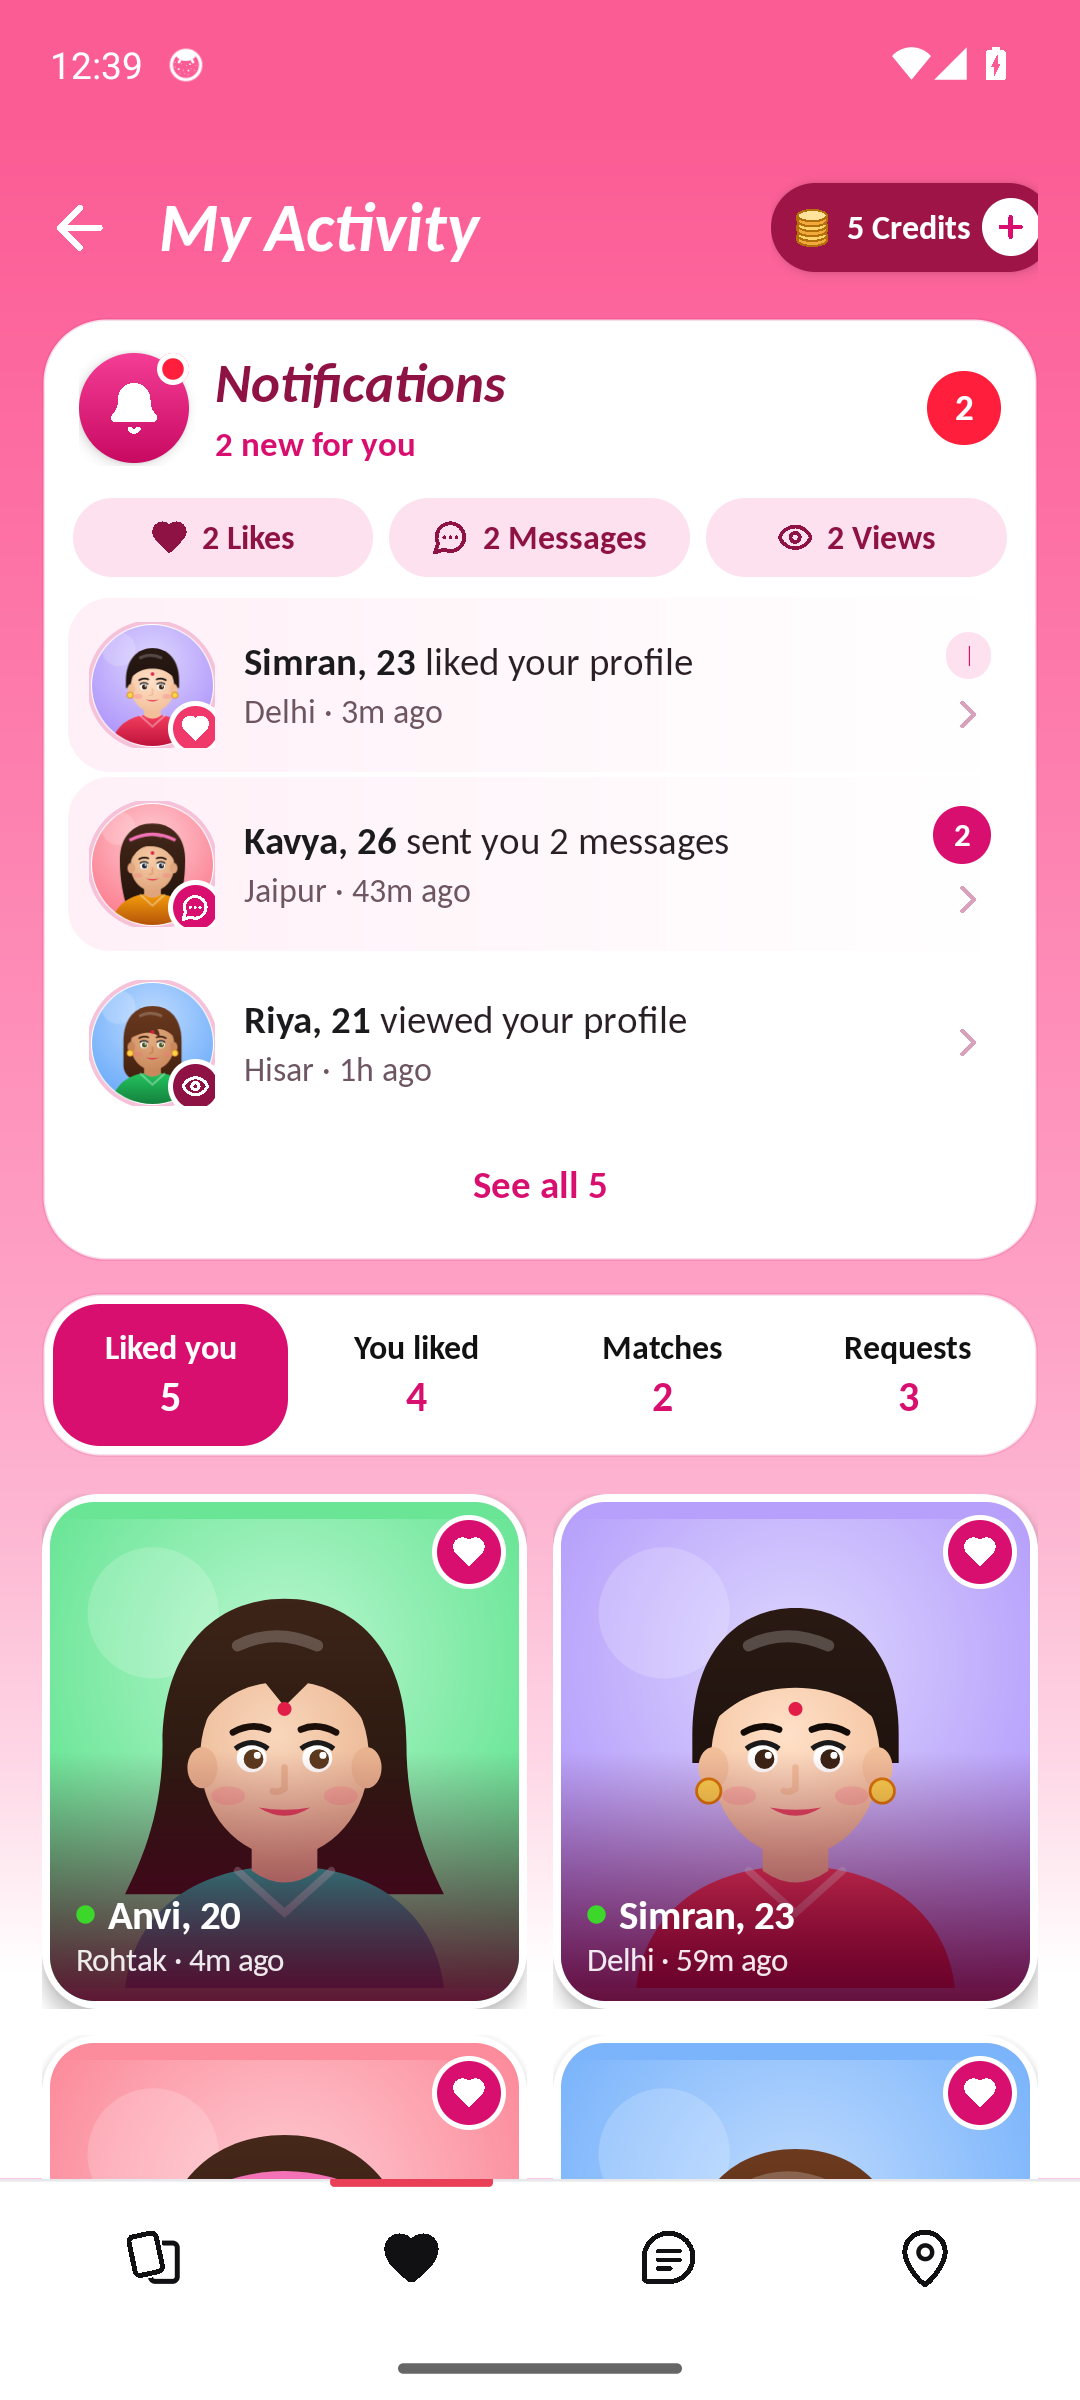 12:39
My Activity
5 Credits
Notifications
2 new for you
2
2 Likes
2 Messages
2 Views
Simran, 23 liked your profile
Delhi · 3m ago
Kavya, 26 sent you 2 messages
Jaipur · 43m ago
2
Riya, 21 viewed your profile
Hisar · 1h ago
See all 5
Liked you
5
You liked
4
Matches
2
Requests
3
Anvi, 20
Rohtak · 4m ago
Simran, 23
Delhi · 59m ago